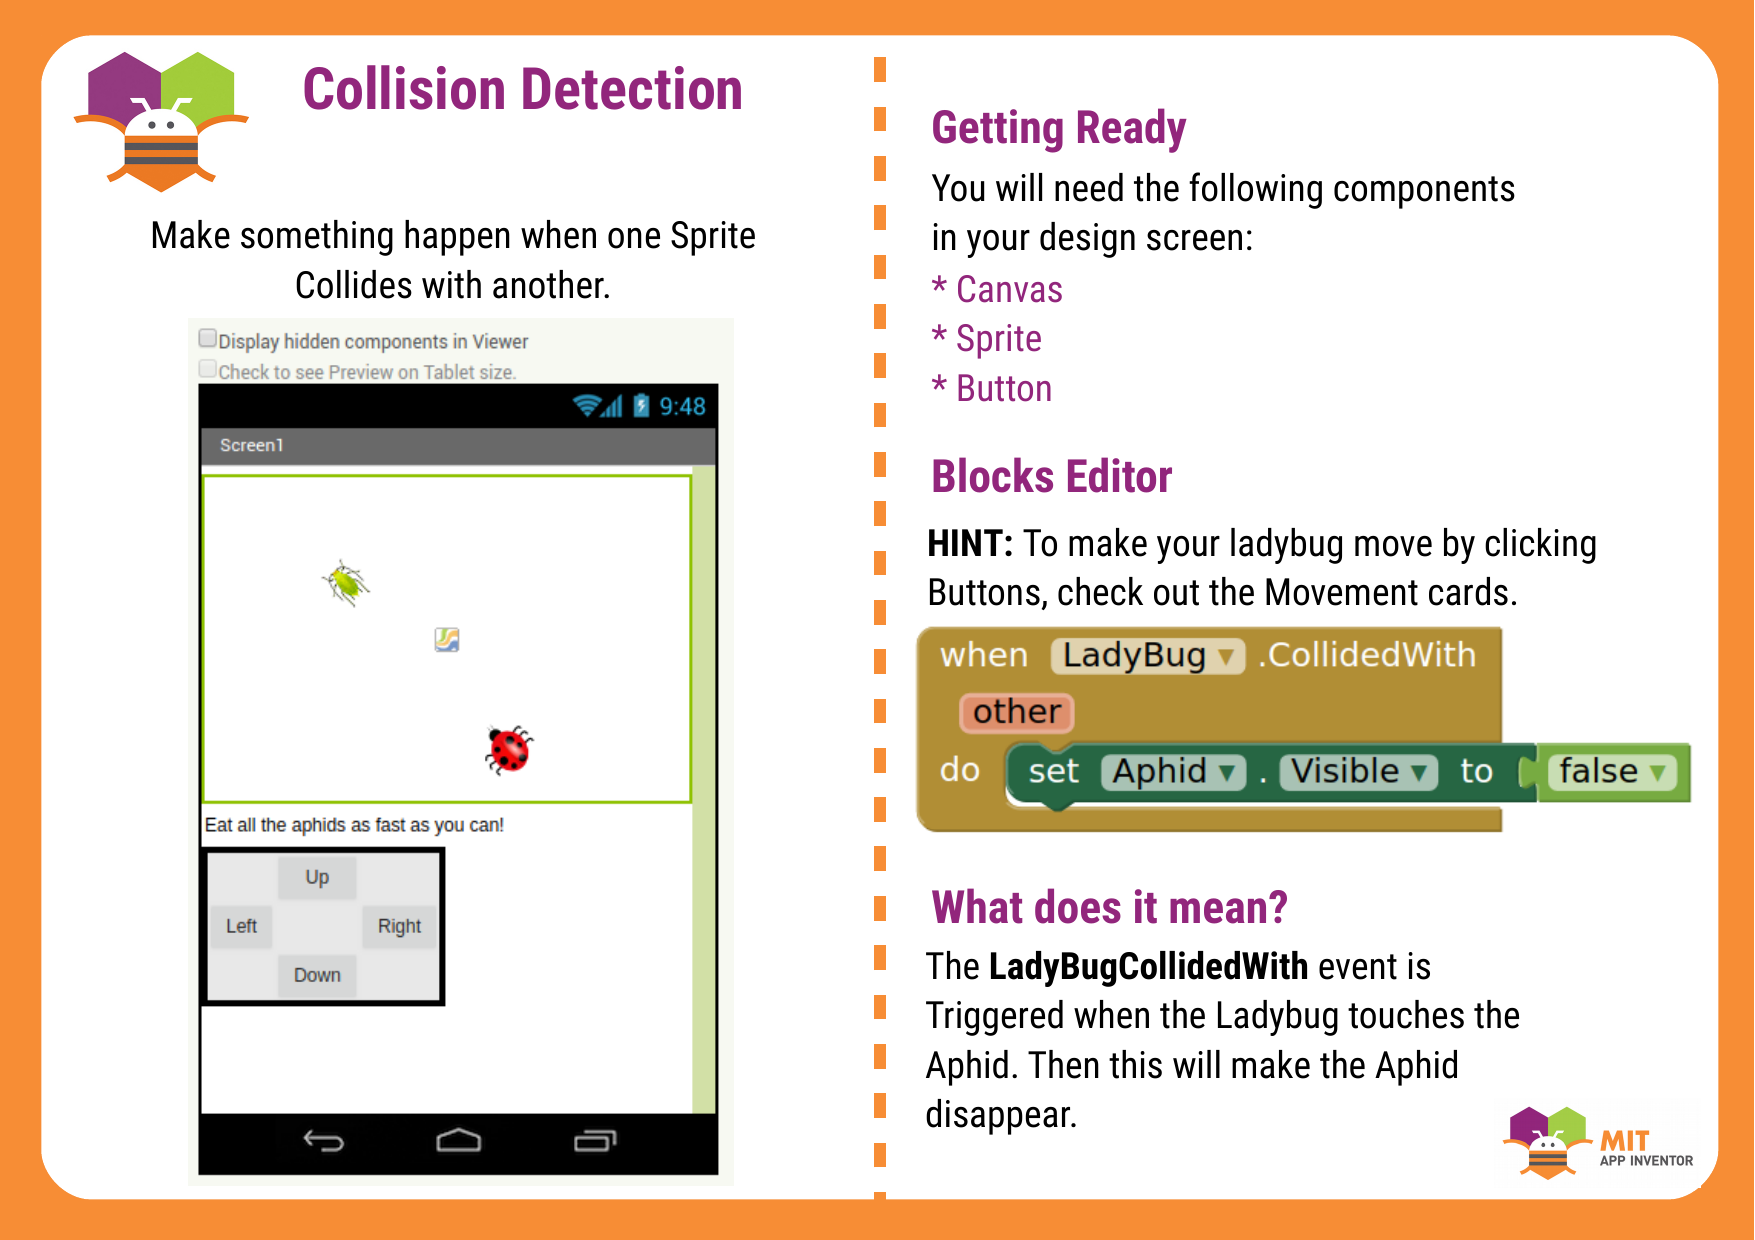 Collision Detection
Make something happen when one Sprite
Collides with another.
Display hidden components in Viewer
Check to see Preview on Tablet size.
9:48
Screen1
Eat all the aphids as fast as you can!
Up
Left
Right
Down
Getting Ready
You will need the following components
in your design screen:
* Canvas
* Sprite
* Button
Blocks Editor
HINT: To make your ladybug move by clicking
Buttons, check out the Movement cards.
when LadyBug .CollidedWith
other
do set Aphid . Visible to false
What does it mean?
The LadyBugCollidedWith event is
Triggered when the Ladybug touches the
Aphid. Then this will make the Aphid
disappear.
MIT
APP INVENTOR